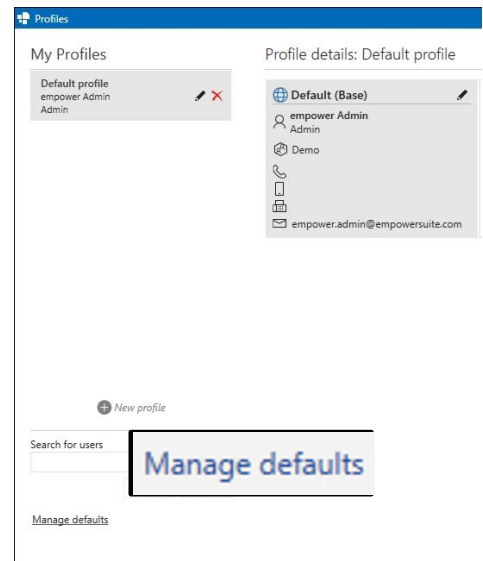 Profiles
My Profiles
Default profile
empower Admin
Admin
New profile
Search for users
Manage defaults
Manage defaults
Profile details: Default profile
Default (Base)
empower Admin
Admin
Demo
empower.admin@empowersuite.com